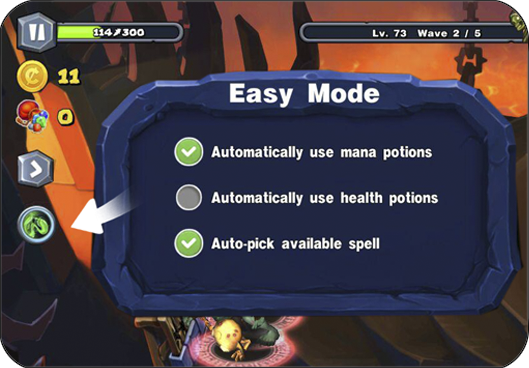 114/300
Lv. 73 Wave 2 / 5
11
0
Easy Mode
Automatically use mana potions
Automatically use health potions
Auto-pick available spell